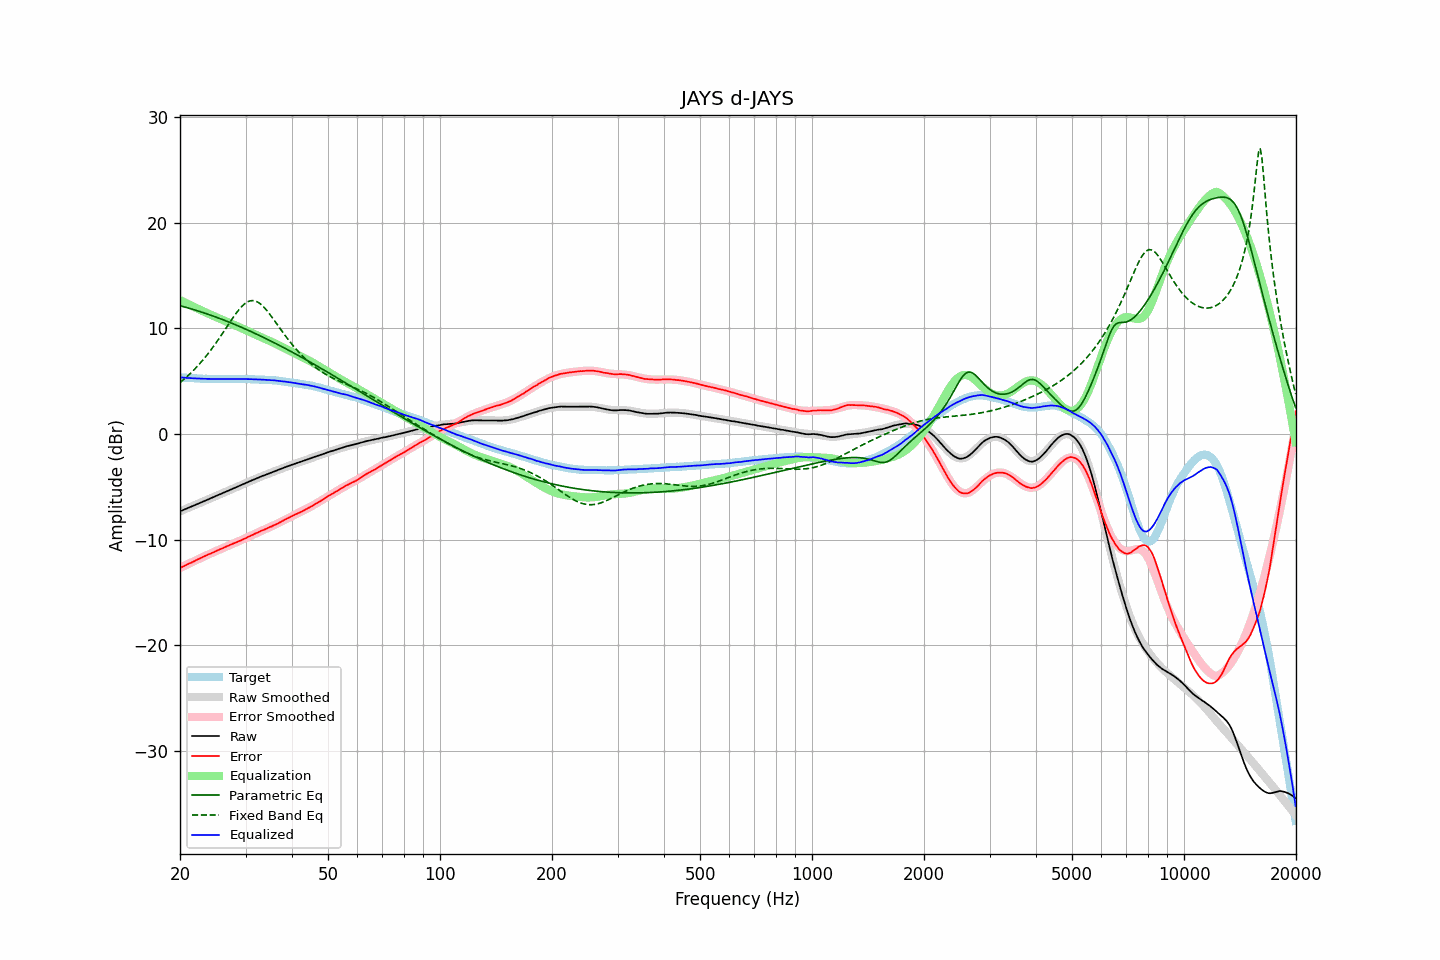 JAYS d-JAYS
30
20
10
0
−10
−20
−30
Amplitude (dBr)
Target
Raw Smoothed
Error Smoothed
Raw
Error
Equalization
Parametric Eq
Fixed Band Eq
Equalized
20 50 100 200 500 1000 2000 5000 10000 20000
Frequency (Hz)